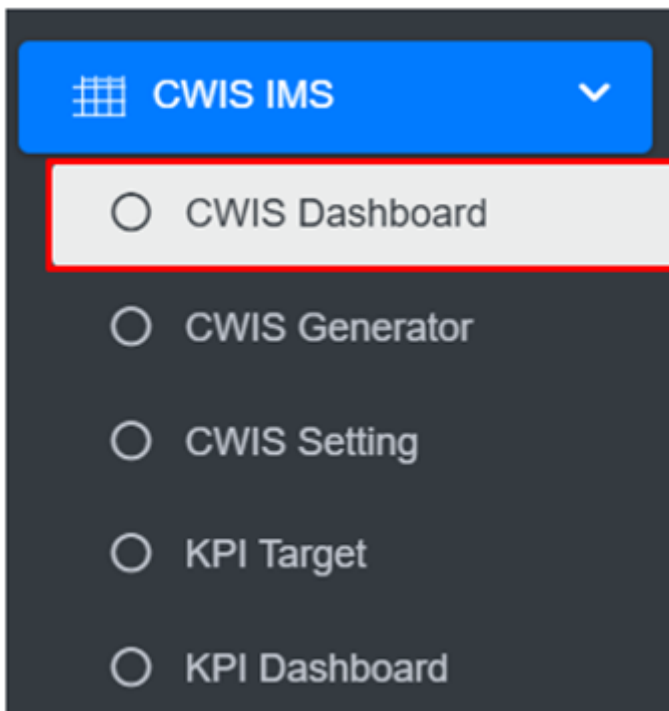 CWIS IMS
CWIS Dashboard
CWIS Generator
CWIS Setting
KPI Target
KPI Dashboard